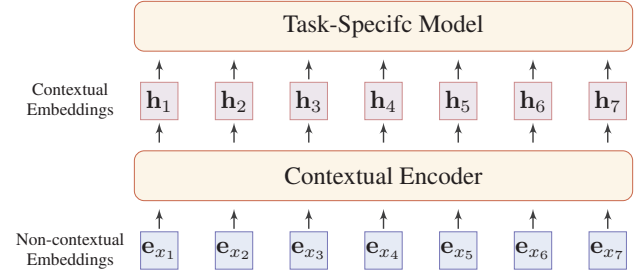 Task-Specifc Model
Contextual
Embeddings
h₁ h₂ h₃ h₄ h₅ h₆ h₇
Contextual Encoder
Non-contextual
Embeddings
eₓ₁ eₓ₂ eₓ₃ eₓ₄ eₓ₅ eₓ₆ eₓ₇